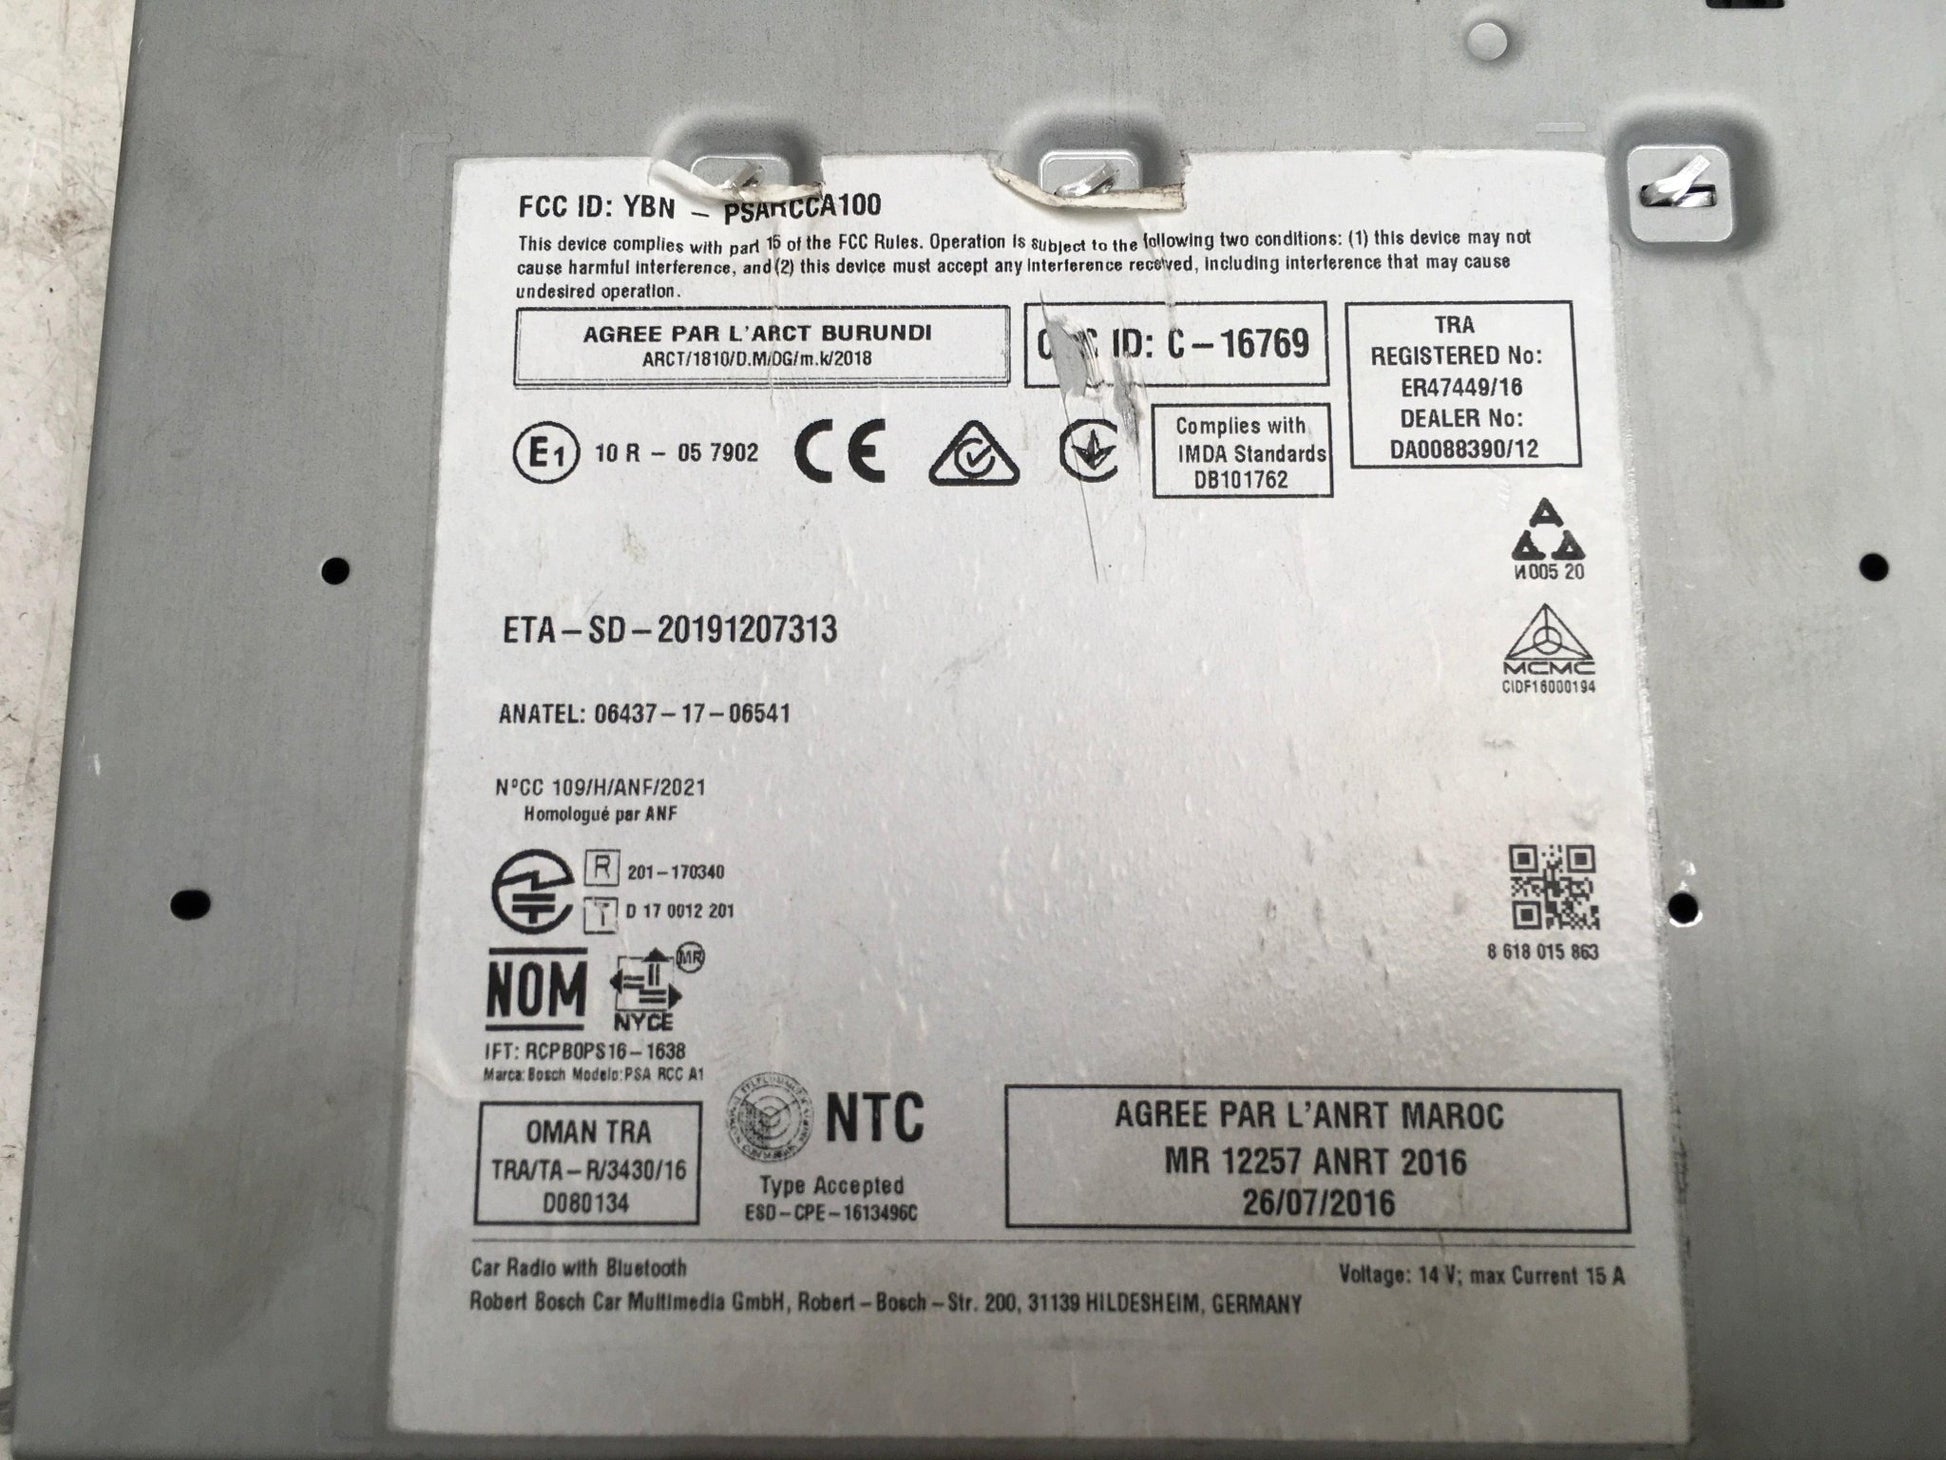 FCC ID: YBN – PSARCCA100
This device complies with part 15 of the FCC Rules. Operation is subject to the following two conditions: (1) this device may not
cause harmful interference, and (2) this device must accept any interference received, including interference that may cause
undesired operation.
AGREE PAR L'ARCT BURUNDI
ARCT/1810/D.M/DG/m.k/2018
ID: C–16769
TRA
REGISTERED No:
ER47449/16
DEALER No:
DA0088390/12
E1 10 R – 05 7902
CE
Complies with
IMDA Standards
DB101762
И005 20
MCMC
CIDF16000194
ETA–SD–20191207313
ANATEL: 06437–17–06541
NºCC 109/H/ANF/2021
Homologué par ANF
R 201–170340
T D 17 0012 201
8 618 015 863
NOM
MR
NYCE
IFT: RCPBOPS16–1638
Marca:Bosch Modelo:PSA RCC A1
OMAN TRA
TRA/TA–R/3430/16
D080134
NTC
Type Accepted
ESD–CPE–1613496C
AGREE PAR L'ANRT MAROC
MR 12257 ANRT 2016
26/07/2016
Car Radio with Bluetooth
Voltage: 14 V; max Current 15 A
Robert Bosch Car Multimedia GmbH, Robert–Bosch–Str. 200, 31139 HILDESHEIM, GERMANY